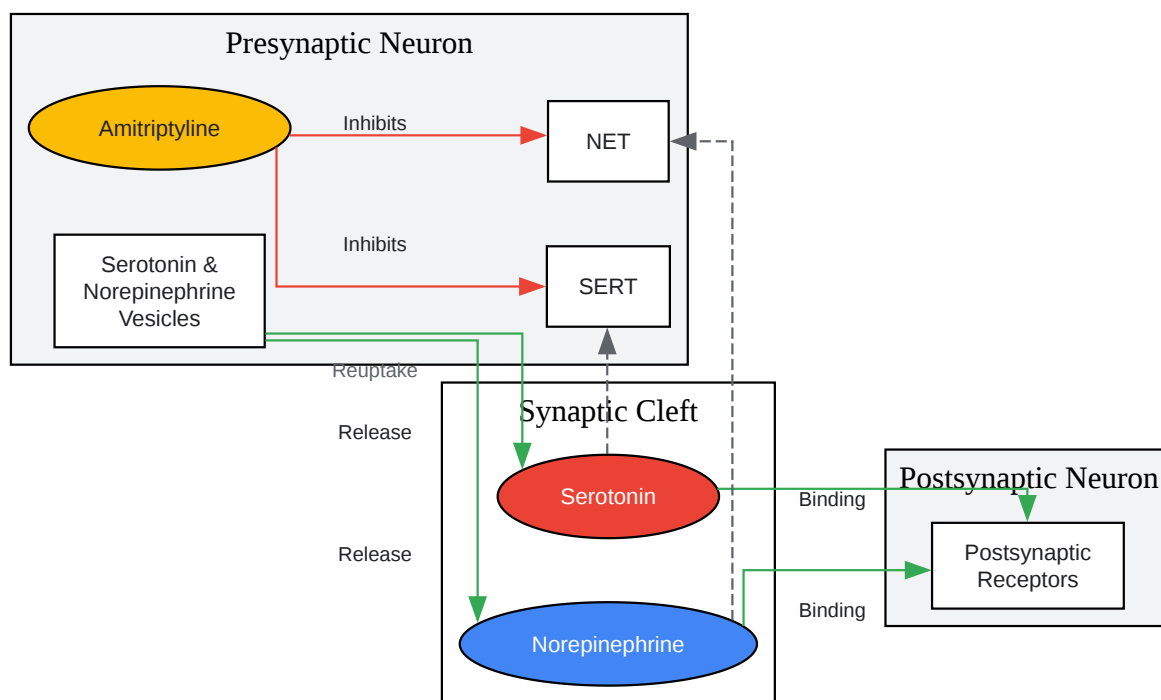 Presynaptic Neuron
Amitriptyline
Inhibits
NET
Inhibits
Serotonin &
Norepinephrine
Vesicles
SERT
Reuptake
Synaptic Cleft
Release
Serotonin
Postsynaptic Neuron
Binding
Release
Postsynaptic
Receptors
Binding
Norepinephrine